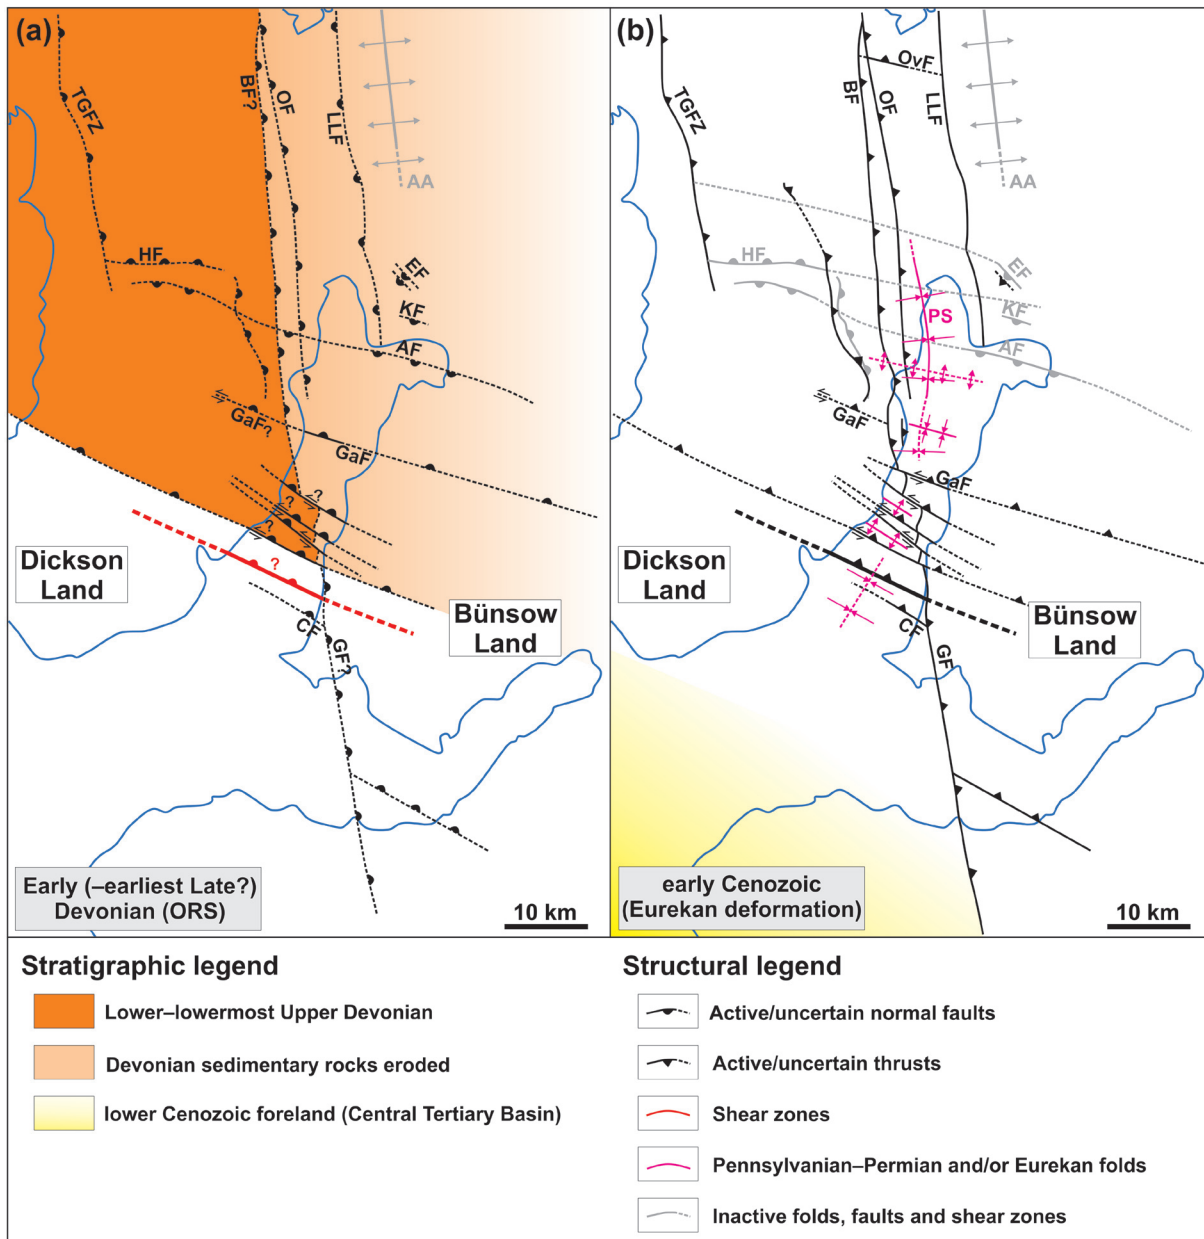 (a)
TGFZ
BF?
OF
LLF
AA
HF
EF
KF
AF
GaF?
GaF
?
?
?
?
Dickson
Land
Bünsow
Land
CF
GF?
Early (–earliest Late?)
Devonian (ORS)
10 km
(b)
TGFZ
BF
OF
OvF
LLF
AA
HF
EF
KF
PS
AF
GaF
GaF
Dickson
Land
Bünsow
Land
CF
GF
early Cenozoic
(Eurekan deformation)
10 km
Stratigraphic legend
Lower–lowermost Upper Devonian
Devonian sedimentary rocks eroded
lower Cenozoic foreland (Central Tertiary Basin)
Structural legend
Active/uncertain normal faults
Active/uncertain thrusts
Shear zones
Pennsylvanian–Permian and/or Eurekan folds
Inactive folds, faults and shear zones